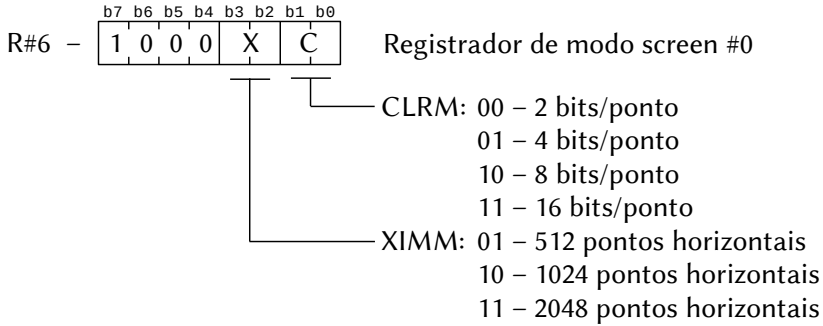 b7 b6 b5 b4 b3 b2 b1 b0
R#6 – 1 0 0 0 X C Registrador de modo screen #0
CLRM: 00 – 2 bits/ponto
01 – 4 bits/ponto
10 – 8 bits/ponto
11 – 16 bits/ponto
XIMM: 01 – 512 pontos horizontais
10 – 1024 pontos horizontais
11 – 2048 pontos horizontais